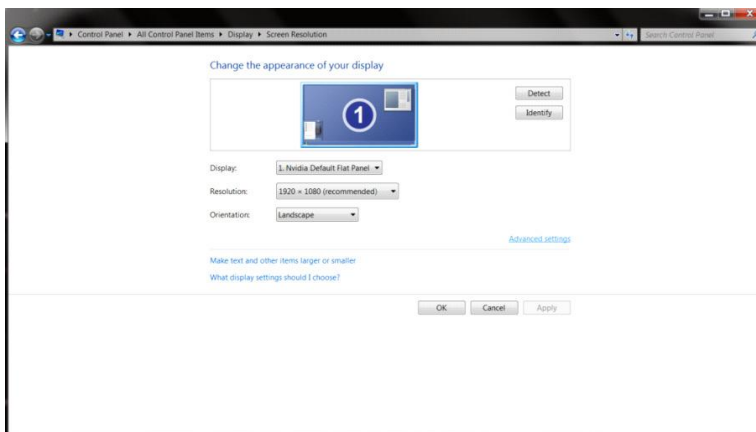 Control Panel ▸ All Control Panel Items ▸ Display ▸ Screen Resolution
Search Control Panel
Change the appearance of your display
1
Detect
Identify
Display: 1. Nvidia Default Flat Panel
Resolution: 1920 × 1080 (recommended)
Orientation: Landscape
Advanced settings
Make text and other items larger or smaller
What display settings should I choose?
OK Cancel Apply